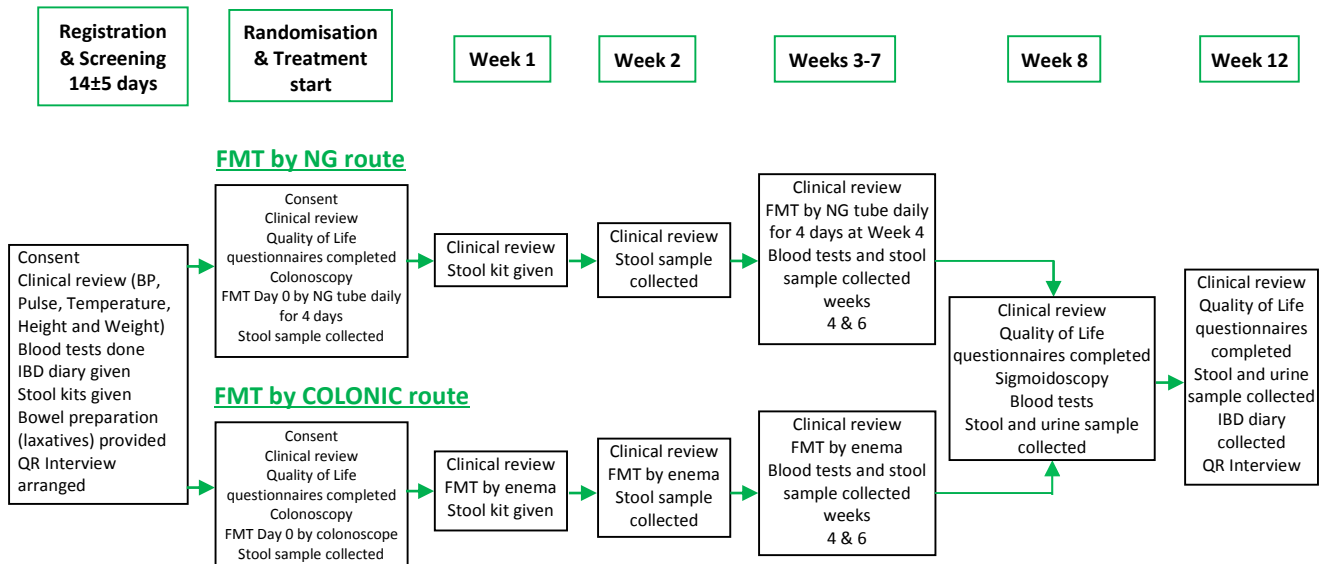 Registration
& Screening
14±5 days
Randomisation
& Treatment
start
Week 1
Week 2
Weeks 3-7
Week 8
Week 12
Consent
Clinical review (BP,
Pulse, Temperature,
Height and Weight)
Blood tests done
IBD diary given
Stool kits given
Bowel preparation
(laxatives) provided
QR Interview
arranged
FMT by NG route
Consent
Clinical review
Quality of Life
questionnaires completed
Colonoscopy
FMT Day 0 by NG tube daily
for 4 days
Stool sample collected
Clinical review
Stool kit given
Clinical review
Stool sample
collected
Clinical review
FMT by NG tube daily
for 4 days at Week 4
Blood tests and stool
sample collected
weeks
4 & 6
FMT by COLONIC route
Consent
Clinical review
Quality of Life
questionnaires completed
Colonoscopy
FMT Day 0 by colonoscope
Stool sample collected
Clinical review
FMT by enema
Stool kit given
Clinical review
FMT by enema
Stool sample
collected
Clinical review
FMT by enema
Blood tests and stool
sample collected
weeks
4 & 6
Clinical review
Quality of Life
questionnaires completed
Sigmoidoscopy
Blood tests
Stool and urine sample
collected
Clinical review
Quality of Life
questionnaires
completed
Stool and urine
sample collected
IBD diary
collected
QR Interview